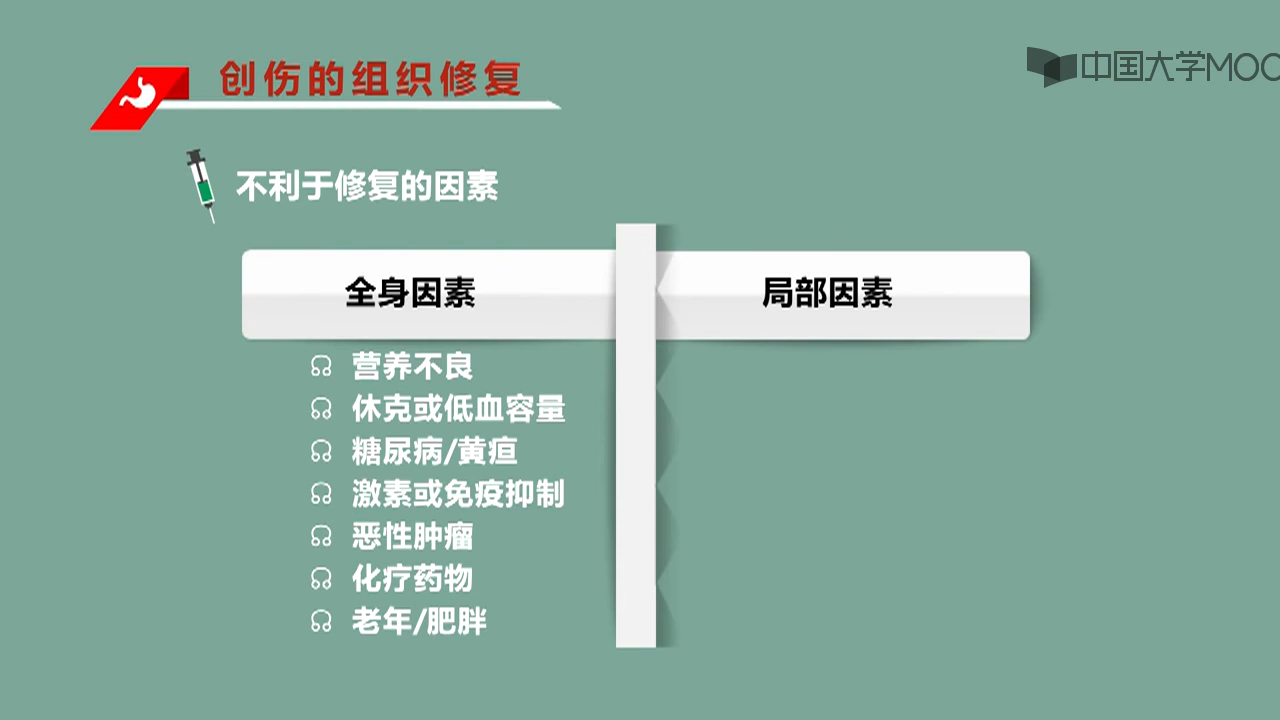 创伤的组织修复
中国大学MOOC
不利于修复的因素
全身因素
局部因素
营养不良
休克或低血容量
糖尿病/黄疸
激素或免疫抑制
恶性肿瘤
化疗药物
老年/肥胖